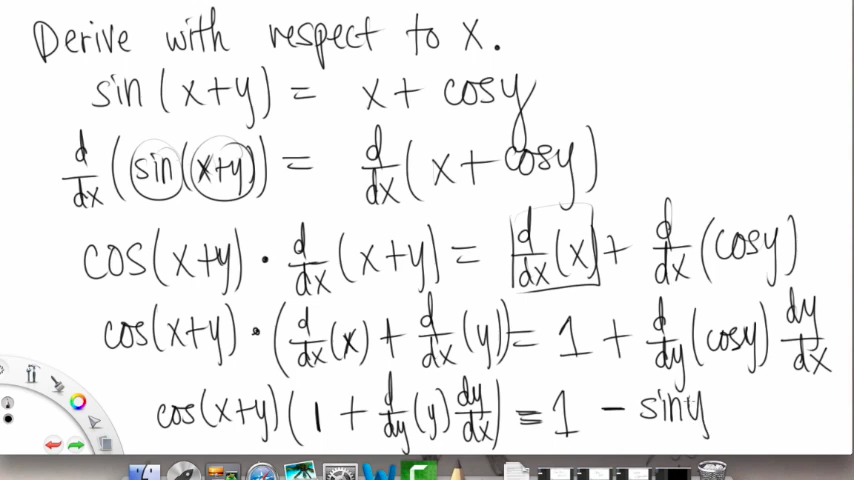 Derive with respect to x.
sin(x+y) = x + cosy
d/dx (sin(x+y)) = d/dx (x+cosy)
cos(x+y) · d/dx (x+y) = d/dx (x) + d/dx (cosy)
cos(x+y) · (d/dx (x) + d/dx (y)) = 1 + d/dy (cosy) dy/dx
cos(x+y) (1 + d/dy (y) dy/dx) = 1 - siny